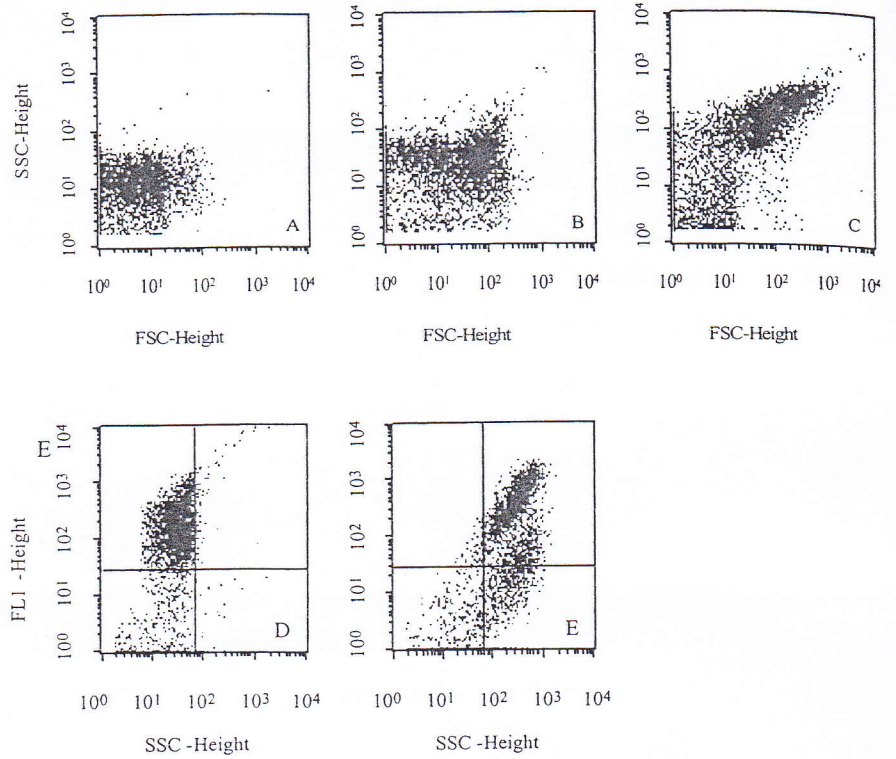 10⁴ 10⁴ 10⁴
10³ 10³ 10³
SSC-Height
10² 10² 10²
10¹ 10¹ 10¹
A B C
10⁰ 10⁰ 10⁰
10⁰ 10¹ 10² 10³ 10⁴ 10⁰ 10¹ 10² 10³ 10⁴ 10⁰ 10¹ 10² 10³ 10⁴
FSC-Height FSC-Height FSC-Height
E
10⁴ 10⁴
10³ 10³
10² 10²
FL1 -Height
10¹ 10¹
D E
10⁰ 10⁰
10⁰ 10¹ 10² 10³ 10⁴ 10⁰ 10¹ 10² 10³ 10⁴
SSC -Height SSC -Height